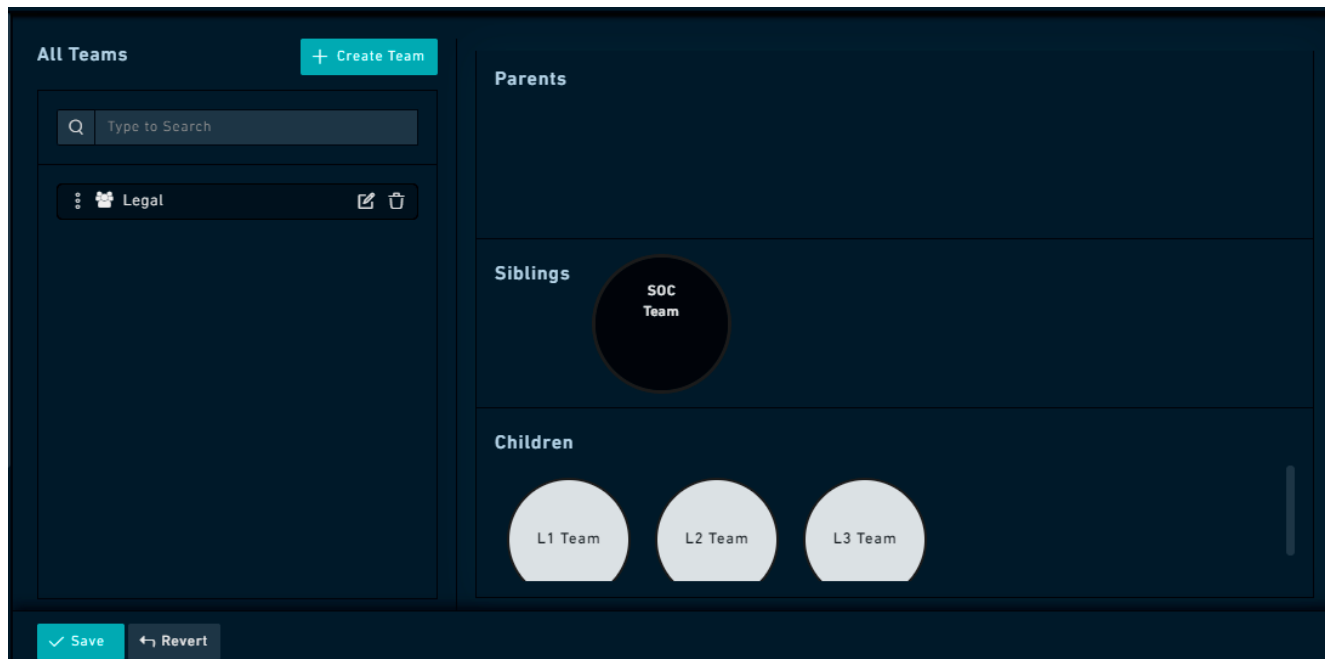 All Teams
+ Create Team
Type to Search
Legal
Parents
Siblings
SOC
Team
Children
L1 Team
L2 Team
L3 Team
Save
Revert